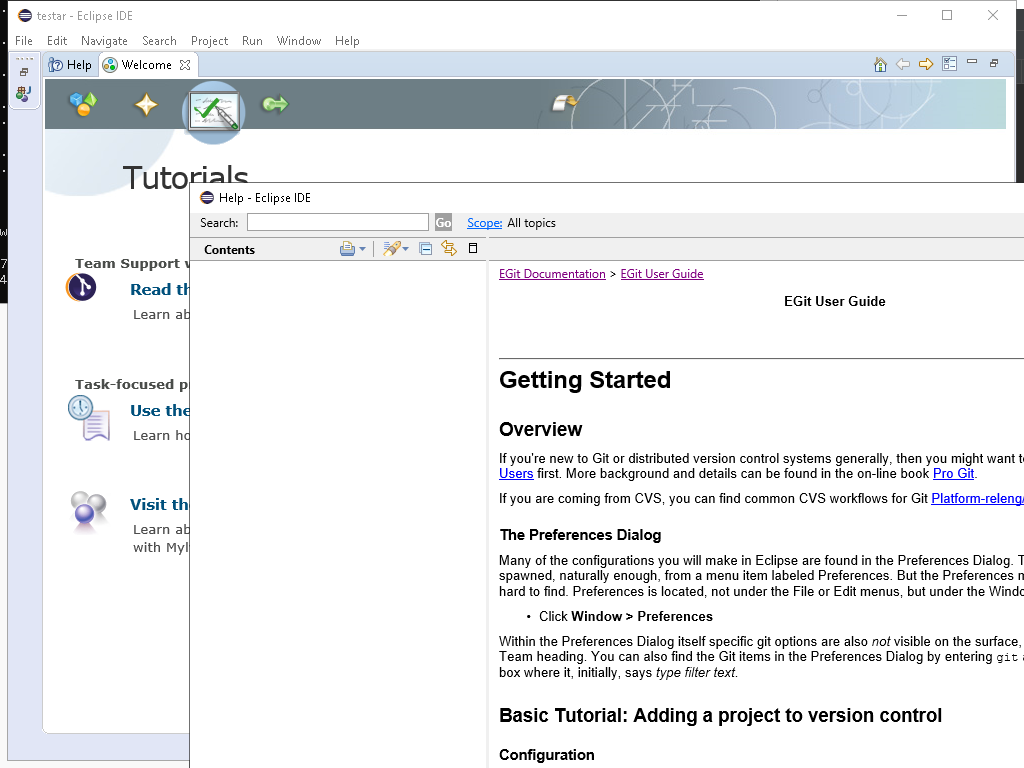 testar - Eclipse IDE
File Edit Navigate Search Project Run Window Help
Help Welcome
Tutorials
Team Support w
Read th
Learn ab
Task-focused p
Use the
Learn ho
Visit th
Learn ab
with Myl
W
7
4
Help - Eclipse IDE
Search: Go Scope: All topics
Contents
EGit Documentation > EGit User Guide
EGit User Guide
Getting Started
Overview
If you're new to Git or distributed version control systems generally, then you might want to
Users first. More background and details can be found in the on-line book Pro Git.
If you are coming from CVS, you can find common CVS workflows for Git Platform-releng/
The Preferences Dialog
Many of the configurations you will make in Eclipse are found in the Preferences Dialog. T
spawned, naturally enough, from a menu item labeled Preferences. But the Preferences m
hard to find. Preferences is located, not under the File or Edit menus, but under the Windo
• Click Window > Preferences
Within the Preferences Dialog itself specific git options are also not visible on the surface,
Team heading. You can also find the Git items in the Preferences Dialog by entering git a
box where it, initially, says type filter text.
Basic Tutorial: Adding a project to version control
Configuration